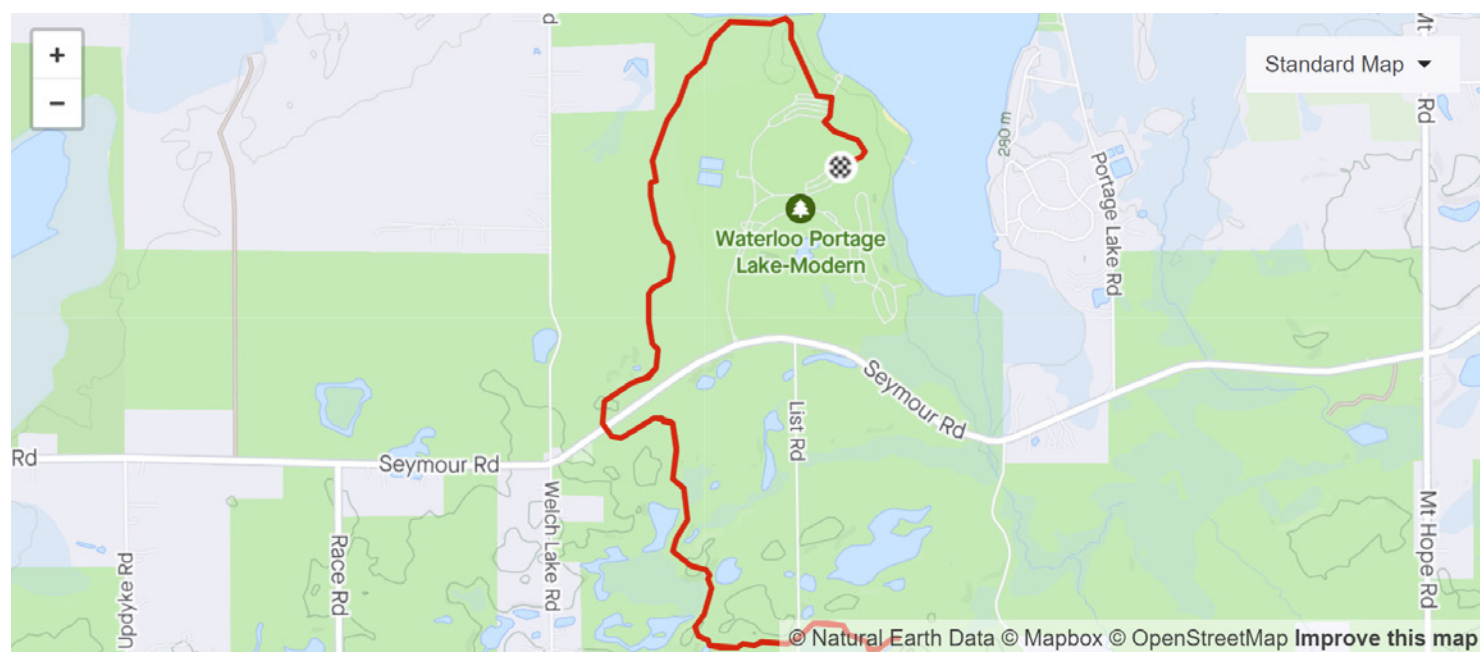 +
−
d
Mt
Rd
Standard Map
280 m
Portage Lake Rd
Waterloo Portage
Lake-Modern
Seymour Rd
List Rd
Rd
Seymour Rd
Welch Lake Rd
Race Rd
Updyke Rd
Mt Hope Rd
© Natural Earth Data © Mapbox © OpenStreetMap Improve this map